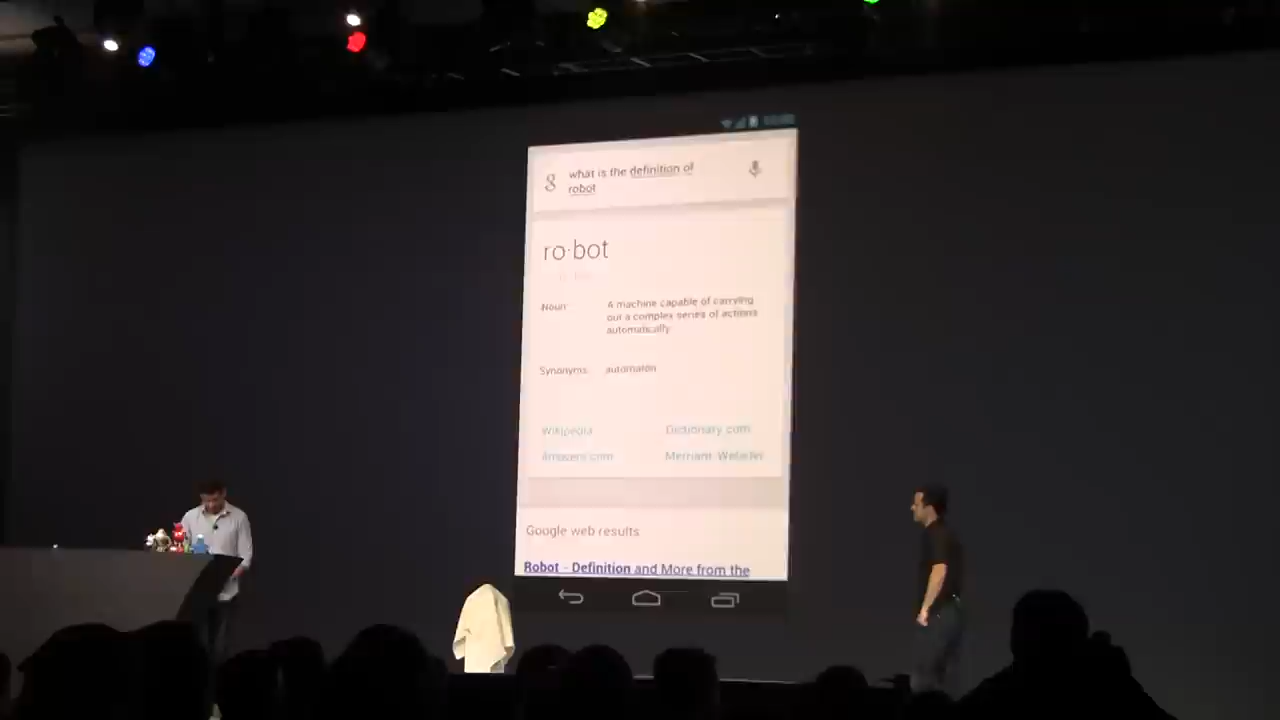 g
what is the definition of
robot
ro·bot
Noun
A machine capable of carrying
out a complex series of actions
automatically
Synonyms
automaton
Wikipedia
Dictionary.com
Answers.com
Merriam-Webster
Google web results
Robot - Definition and More from the